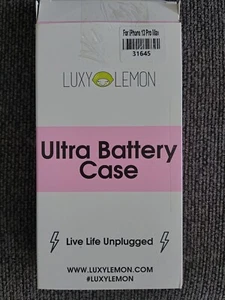 For iPhone 13 Pro Max
31645
LUXY LEMON
Ultra Battery
Case
Live Life Unplugged
WWW.LUXYLEMON.COM
#LUXYLEMON